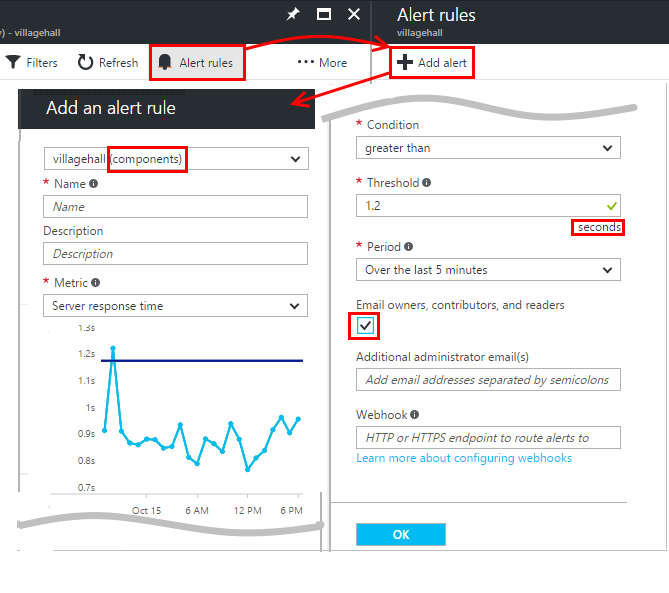 y) - villagehall
Alert rules
villagehall
Filters
Refresh
Alert rules
More
Add alert
Add an alert rule
villagehall (components)
* Name
Name
Description
Description
* Metric
Server response time
1.3s
1.2s
1.1s
1s
0.9s
0.8s
0.7s
Oct 15
6 AM
12 PM
6 PM
* Condition
greater than
* Threshold
1.2
seconds
* Period
Over the last 5 minutes
Email owners, contributors, and readers
Additional administrator email(s)
Add email addresses separated by semicolons
Webhook
HTTP or HTTPS endpoint to route alerts to
Learn more about configuring webhooks
OK